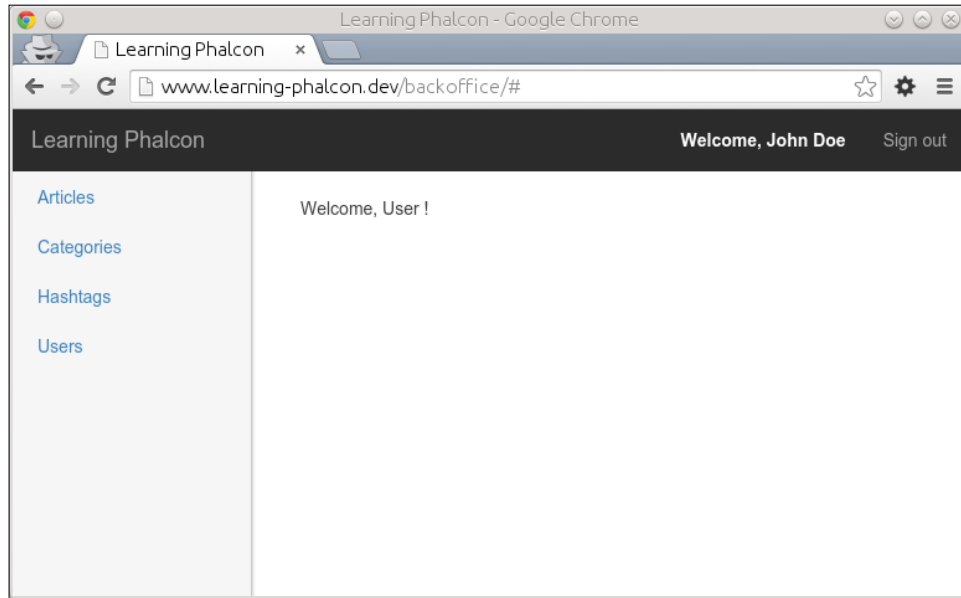 Learning Phalcon - Google Chrome
Learning Phalcon
www.learning-phalcon.dev/backoffice/#
Learning Phalcon Welcome, John Doe Sign out
Articles
Welcome, User !
Categories
Hashtags
Users